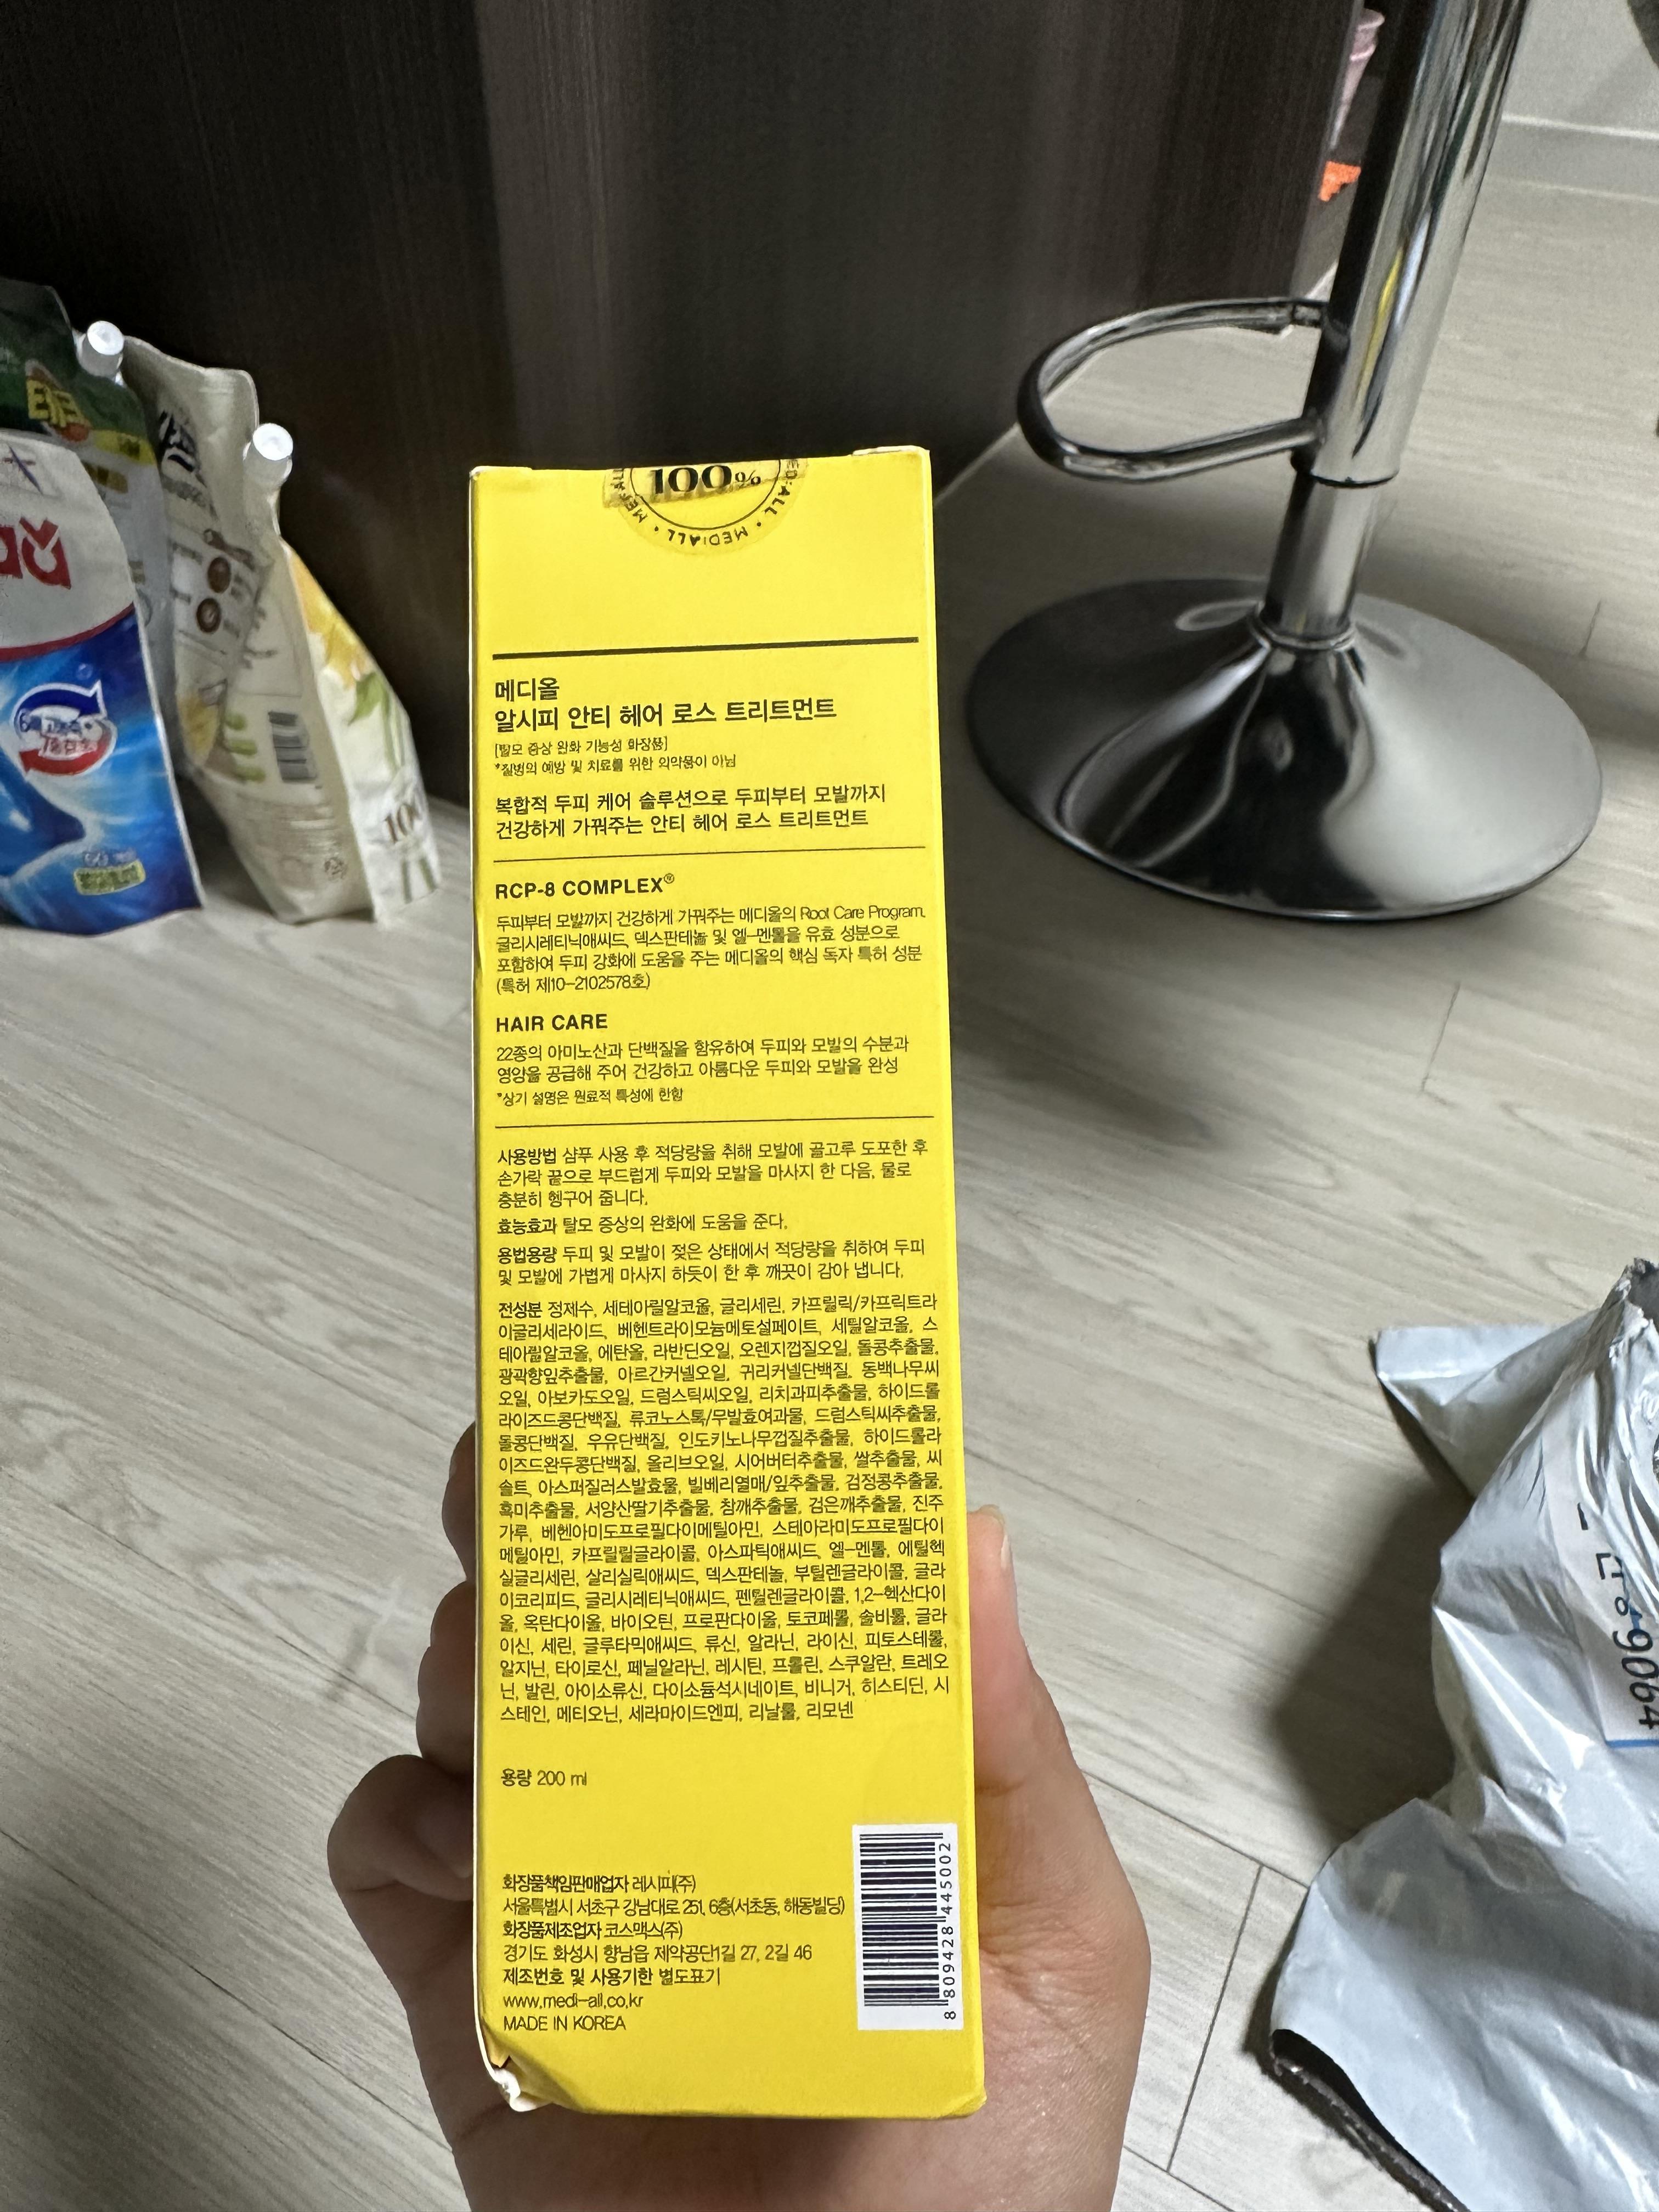 100%
MEDIALL
메디올
알시피 안티 헤어 로스 트리트먼트
[탈모 증상 완화 기능성 화장품]
*질병의 예방 및 치료를 위한 의약품이 아님
복합적 두피 케어 솔루션으로 두피부터 모발까지
건강하게 가꿔주는 안티 헤어 로스 트리트먼트
RCP-8 COMPLEX®
두피부터 모발까지 건강하게 가꿔주는 메디올의 Root Care Program.
글리시레티닉애씨드, 덱스판테놀 및 엘-멘톨을 유효 성분으로
포함하여 두피 강화에 도움을 주는 메디올의 핵심 독자 특허 성분
(특허 제10-2102578호)
HAIR CARE
22종의 아미노산과 단백질을 함유하여 두피와 모발의 수분과
영양을 공급해 주어 건강하고 아름다운 두피와 모발을 완성
*상기 설명은 원료적 특성에 한함
사용방법 샴푸 사용 후 적당량을 취해 모발에 골고루 도포한 후
손가락 끝으로 부드럽게 두피와 모발을 마사지 한 다음, 물로
충분히 헹구어 줍니다.
효능효과 탈모 증상의 완화에 도움을 준다.
용법용량 두피 및 모발이 젖은 상태에서 적당량을 취하여 두피
및 모발에 가볍게 마사지 하듯이 한 후 깨끗이 감아 냅니다.
전성분 정제수, 세테아릴알코올, 글리세린, 카프릴릭/카프릭트라
이글리세라이드, 베헨트라이모늄메토설페이트, 세틸알코올, 스
테아릴알코올, 에탄올, 라반딘오일, 오렌지껍질오일, 돌콩추출물,
광곽향잎추출물, 아르간커넬오일, 귀리커넬단백질, 동백나무씨
오일, 아보카도오일, 드럼스틱씨오일, 리치과피추출물, 하이드롤
라이즈드콩단백질, 류코노스톡/무발효여과물, 드럼스틱씨추출물,
돌콩단백질, 우유단백질, 인도키노나무껍질추출물, 하이드롤라
이즈드완두콩단백질, 올리브오일, 시어버터추출물, 쌀추출물, 씨
솔트, 아스퍼질러스발효물, 빌베리열매/잎추출물, 검정콩추출물,
흑미추출물, 서양산딸기추출물, 참깨추출물, 검은깨추출물, 진주
가루, 베헨아미도프로필다이메틸아민, 스테아라미도프로필다이
메틸아민, 카프릴릴글라이콜, 아스파틱애씨드, 엘-멘톨, 에틸헥
실글리세린, 살리실릭애씨드, 덱스판테놀, 부틸렌글라이콜, 글라
이코리피드, 글리시레티닉애씨드, 펜틸렌글라이콜, 1,2-헥산다이
올, 옥탄다이올, 바이오틴, 프로판다이올, 토코페롤, 솔비톨, 글라
이신, 세린, 글루타믹애씨드, 류신, 알라닌, 라이신, 피토스테롤,
알지닌, 타이로신, 페닐알라닌, 레시틴, 프롤린, 스쿠알란, 트레오
닌, 발린, 아이소류신, 다이소듐석시네이트, 비니거, 히스티딘, 시
스테인, 메티오닌, 세라마이드엔피, 리날룰, 리모넨
용량 200 ml
화장품책임판매업자 레시피(주)
서울특별시 서초구 강남대로 251, 6층(서초동, 해동빌딩)
화장품제조업자 코스맥스(주)
경기도 화성시 향남읍 제약공단1길 27, 2길 46
제조번호 및 사용기한 별도표기
www.medi-all.co.kr
MADE IN KOREA
8 809428 445002
100
9064